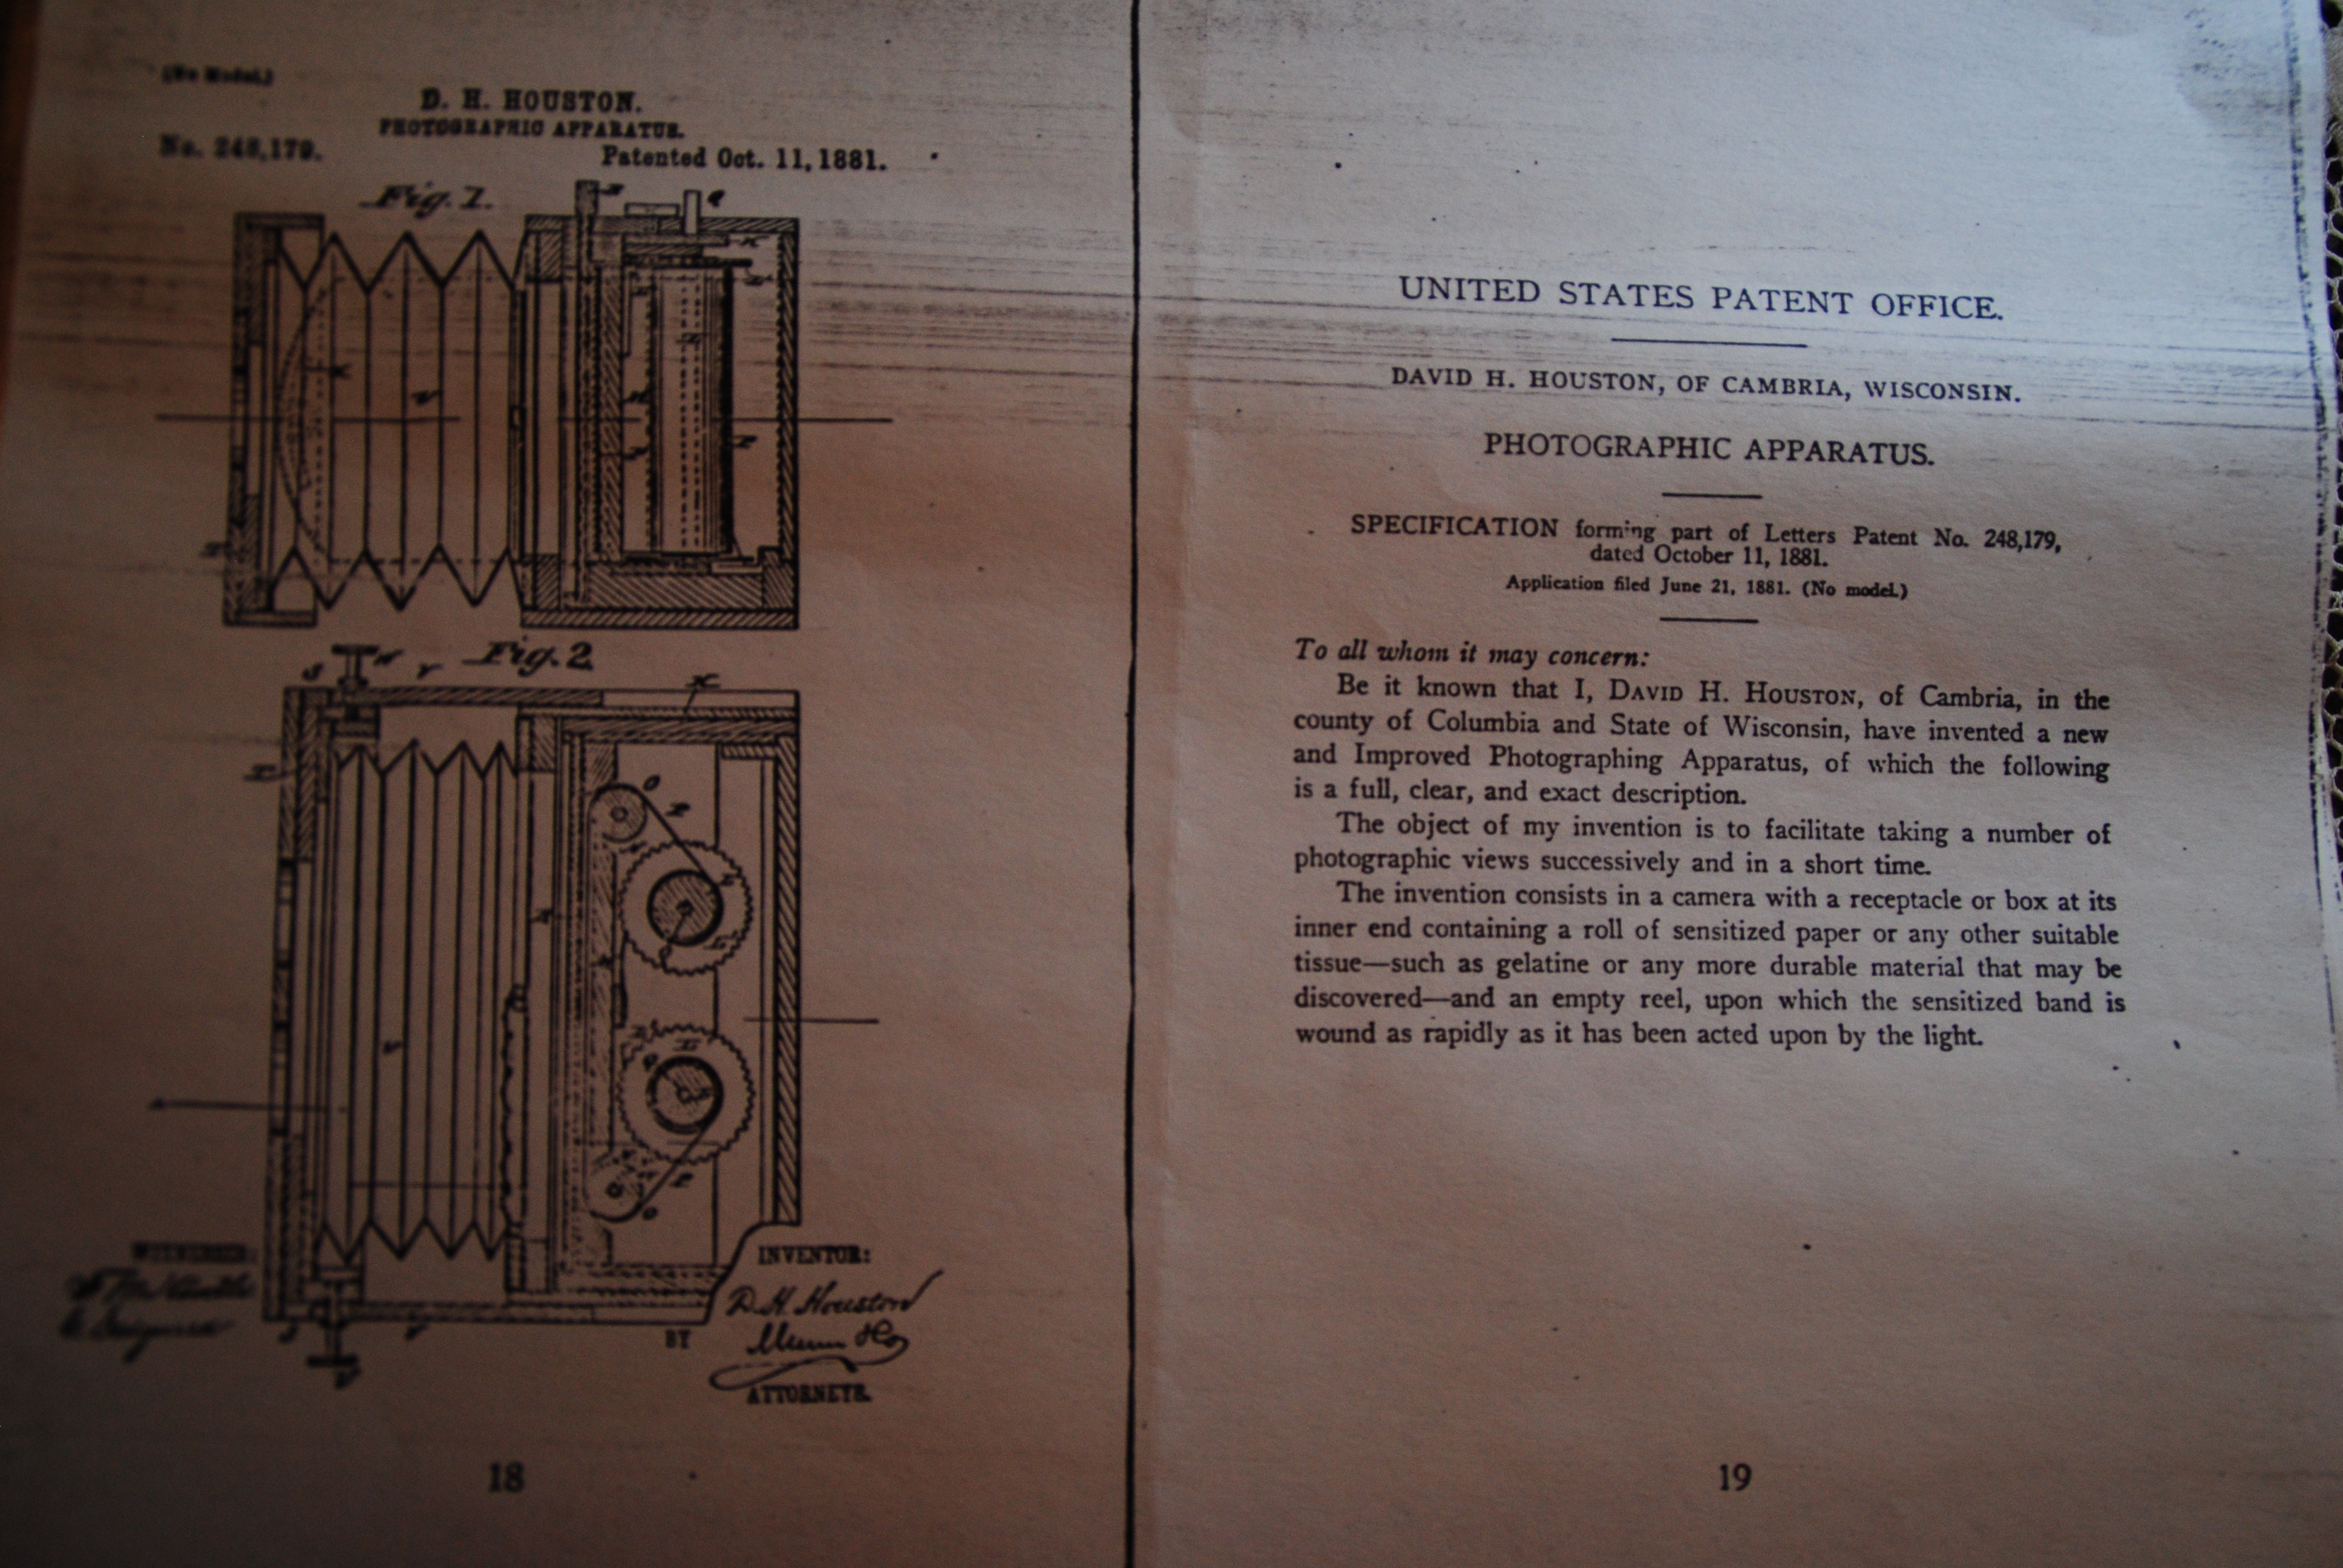 (No Model.)
D. H. HOUSTON.
PHOTOGRAPHIC APPARATUS.
No. 248,179.
Patented Oct. 11, 1881.
Fig. 1.
Fig. 2
INVENTOR:
D. H. Houston
BY Munn & Co
ATTORNEYS.
18
UNITED STATES PATENT OFFICE.
DAVID H. HOUSTON, OF CAMBRIA, WISCONSIN.
PHOTOGRAPHIC APPARATUS.
SPECIFICATION forming part of Letters Patent No. 248,179,
dated October 11, 1881.
Application filed June 21, 1881. (No model.)
To all whom it may concern:
Be it known that I, DAVID H. HOUSTON, of Cambria, in the
county of Columbia and State of Wisconsin, have invented a new
and Improved Photographing Apparatus, of which the following
is a full, clear, and exact description.
The object of my invention is to facilitate taking a number of
photographic views successively and in a short time.
The invention consists in a camera with a receptacle or box at its
inner end containing a roll of sensitized paper or any other suitable
tissue—such as gelatine or any more durable material that may be
discovered—and an empty reel, upon which the sensitized band is
wound as rapidly as it has been acted upon by the light.
19